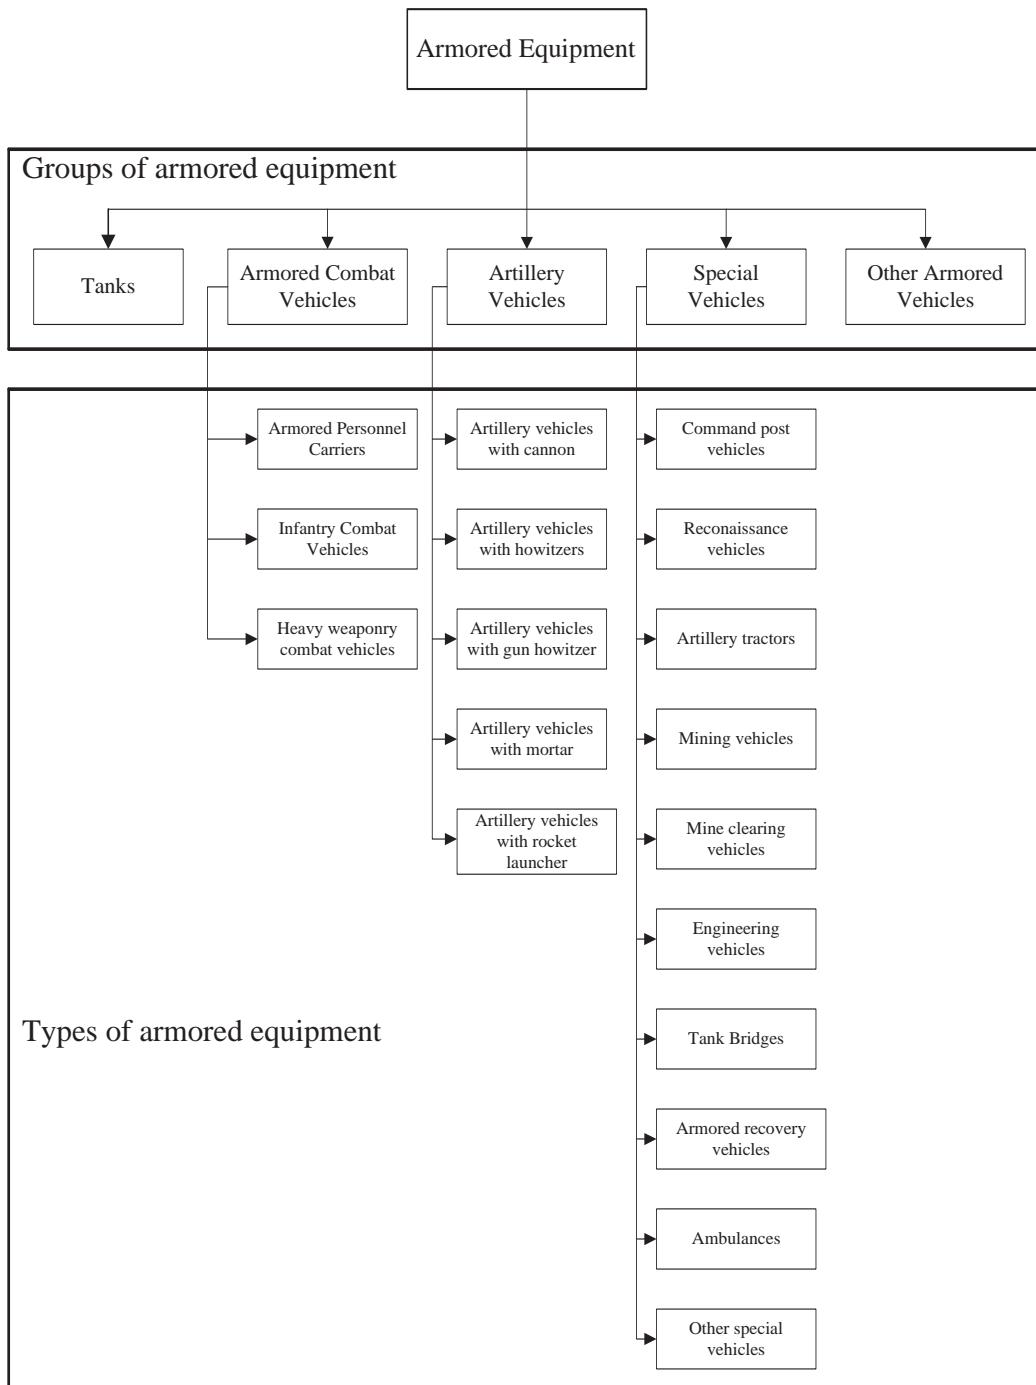 Armored Equipment
Groups of armored equipment
Tanks
Armored Combat
Vehicles
Artillery
Vehicles
Special
Vehicles
Other Armored
Vehicles
Armored Personnel
Carriers
Infantry Combat
Vehicles
Heavy weaponry
combat vehicles
Artillery vehicles
with cannon
Artillery vehicles
with howitzers
Artillery vehicles
with gun howitzer
Artillery vehicles
with mortar
Artillery vehicles
with rocket
launcher
Command post
vehicles
Reconaissance
vehicles
Artillery tractors
Mining vehicles
Mine clearing
vehicles
Engineering
vehicles
Tank Bridges
Armored recovery
vehicles
Ambulances
Other special
vehicles
Types of armored equipment